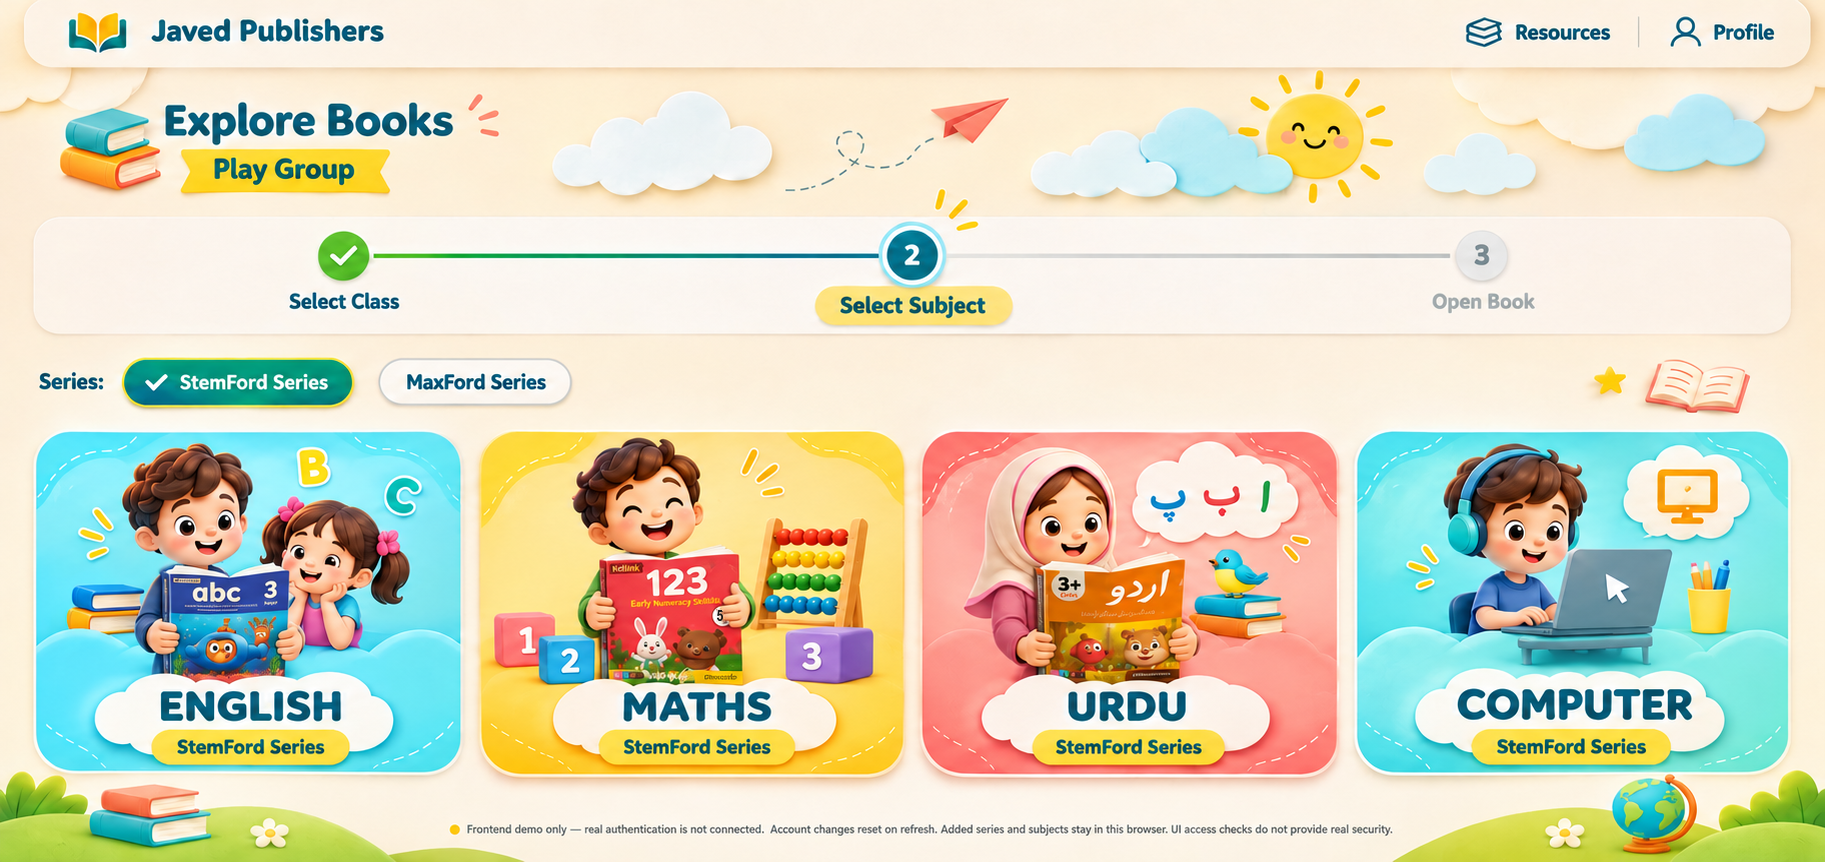 Javed Publishers
Resources
Profile
Explore Books
Play Group
2
3
Select Class
Select Subject
Open Book
Series:
StemFord Series
MaxFord Series
B
C
abc 3
ENGLISH
StemFord Series
123
Early Numeracy Skills
5
1
2
3
MATHS
StemFord Series
ا ب پ
3+
اردو
URDU
StemFord Series
COMPUTER
StemFord Series
Frontend demo only — real authentication is not connected. Account changes reset on refresh. Added series and subjects stay in this browser. UI access checks do not provide real security.